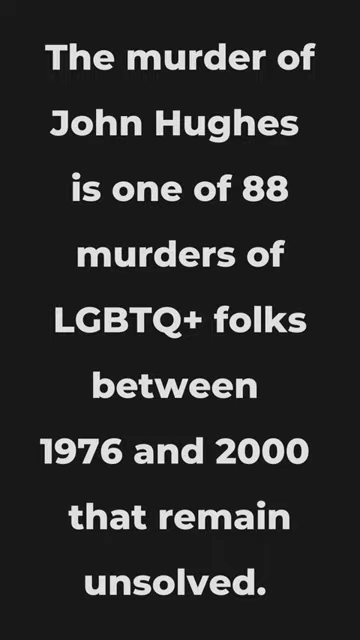 The murder of
John Hughes
is one of 88
murders of
LGBTQ+ folks
between
1976 and 2000
that remain
unsolved.